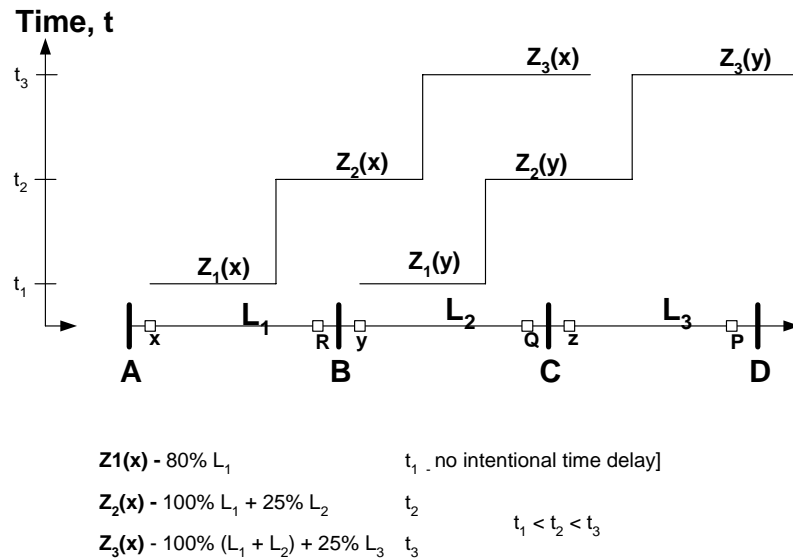 Time, t
t₃
Z₃(x)
Z₃(y)
t₂
Z₂(x)
Z₂(y)
t₁
Z₁(x)
Z₁(y)
L₁
L₂
L₃
x
R
y
Q
z
P
A
B
C
D
Z1(x) - 80% L₁ t₁ - no intentional time delay]
Z₂(x) - 100% L₁ + 25% L₂ t₂
t₁ < t₂ < t₃
Z₃(x) - 100% (L₁ + L₂) + 25% L₃ t₃